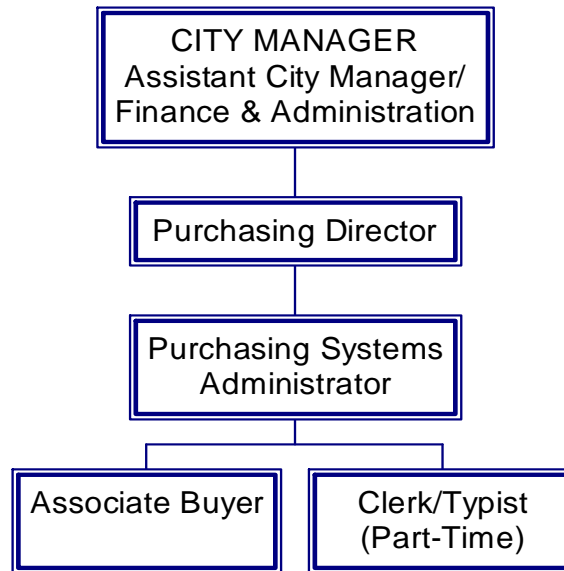 CITY MANAGER
Assistant City Manager/
Finance & Administration
Purchasing Director
Purchasing Systems
Administrator
Associate Buyer
Clerk/Typist
(Part-Time)